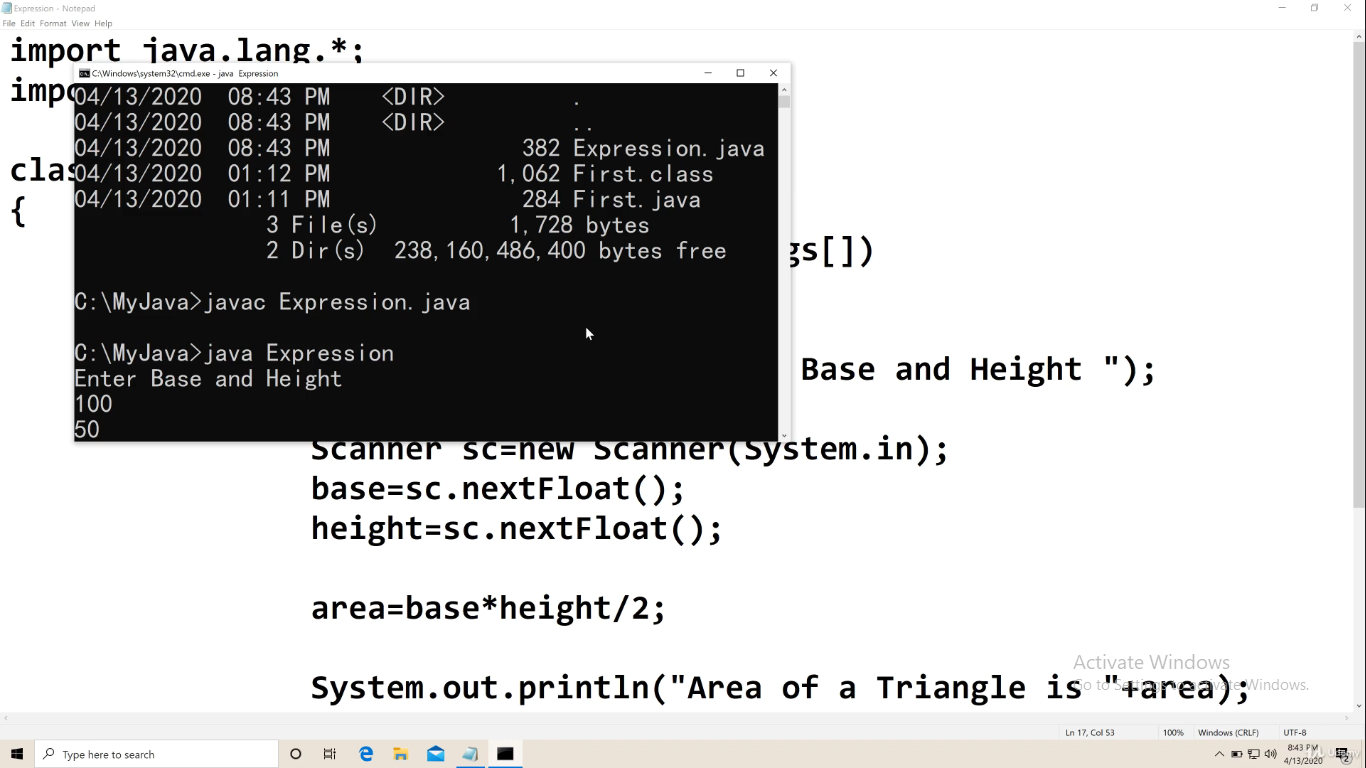 Expression - Notepad
File Edit Format View Help
import java.lang.*;
C:\Windows\system32\cmd.exe - java Expression
04/13/2020 08:43 PM <DIR> .
04/13/2020 08:43 PM <DIR> ..
04/13/2020 08:43 PM 382 Expression.java
04/13/2020 01:12 PM 1,062 First.class
04/13/2020 01:11 PM 284 First.java
3 File(s) 1,728 bytes
2 Dir(s) 238,160,486,400 bytes free
{
gs[])
C:\MyJava>javac Expression.java
C:\MyJava>java Expression
Enter Base and Height
100
50
Base and Height ");
Scanner sc=new Scanner(System.in);
base=sc.nextFloat();
height=sc.nextFloat();
area=base*height/2;
System.out.println("Area of a Triangle is "+area);
Activate Windows
Go to Settings to activate Windows.
Ln 17, Col 53 100% Windows (CRLF) UTF-8
Type here to search
8:43 PM
4/13/2020
2